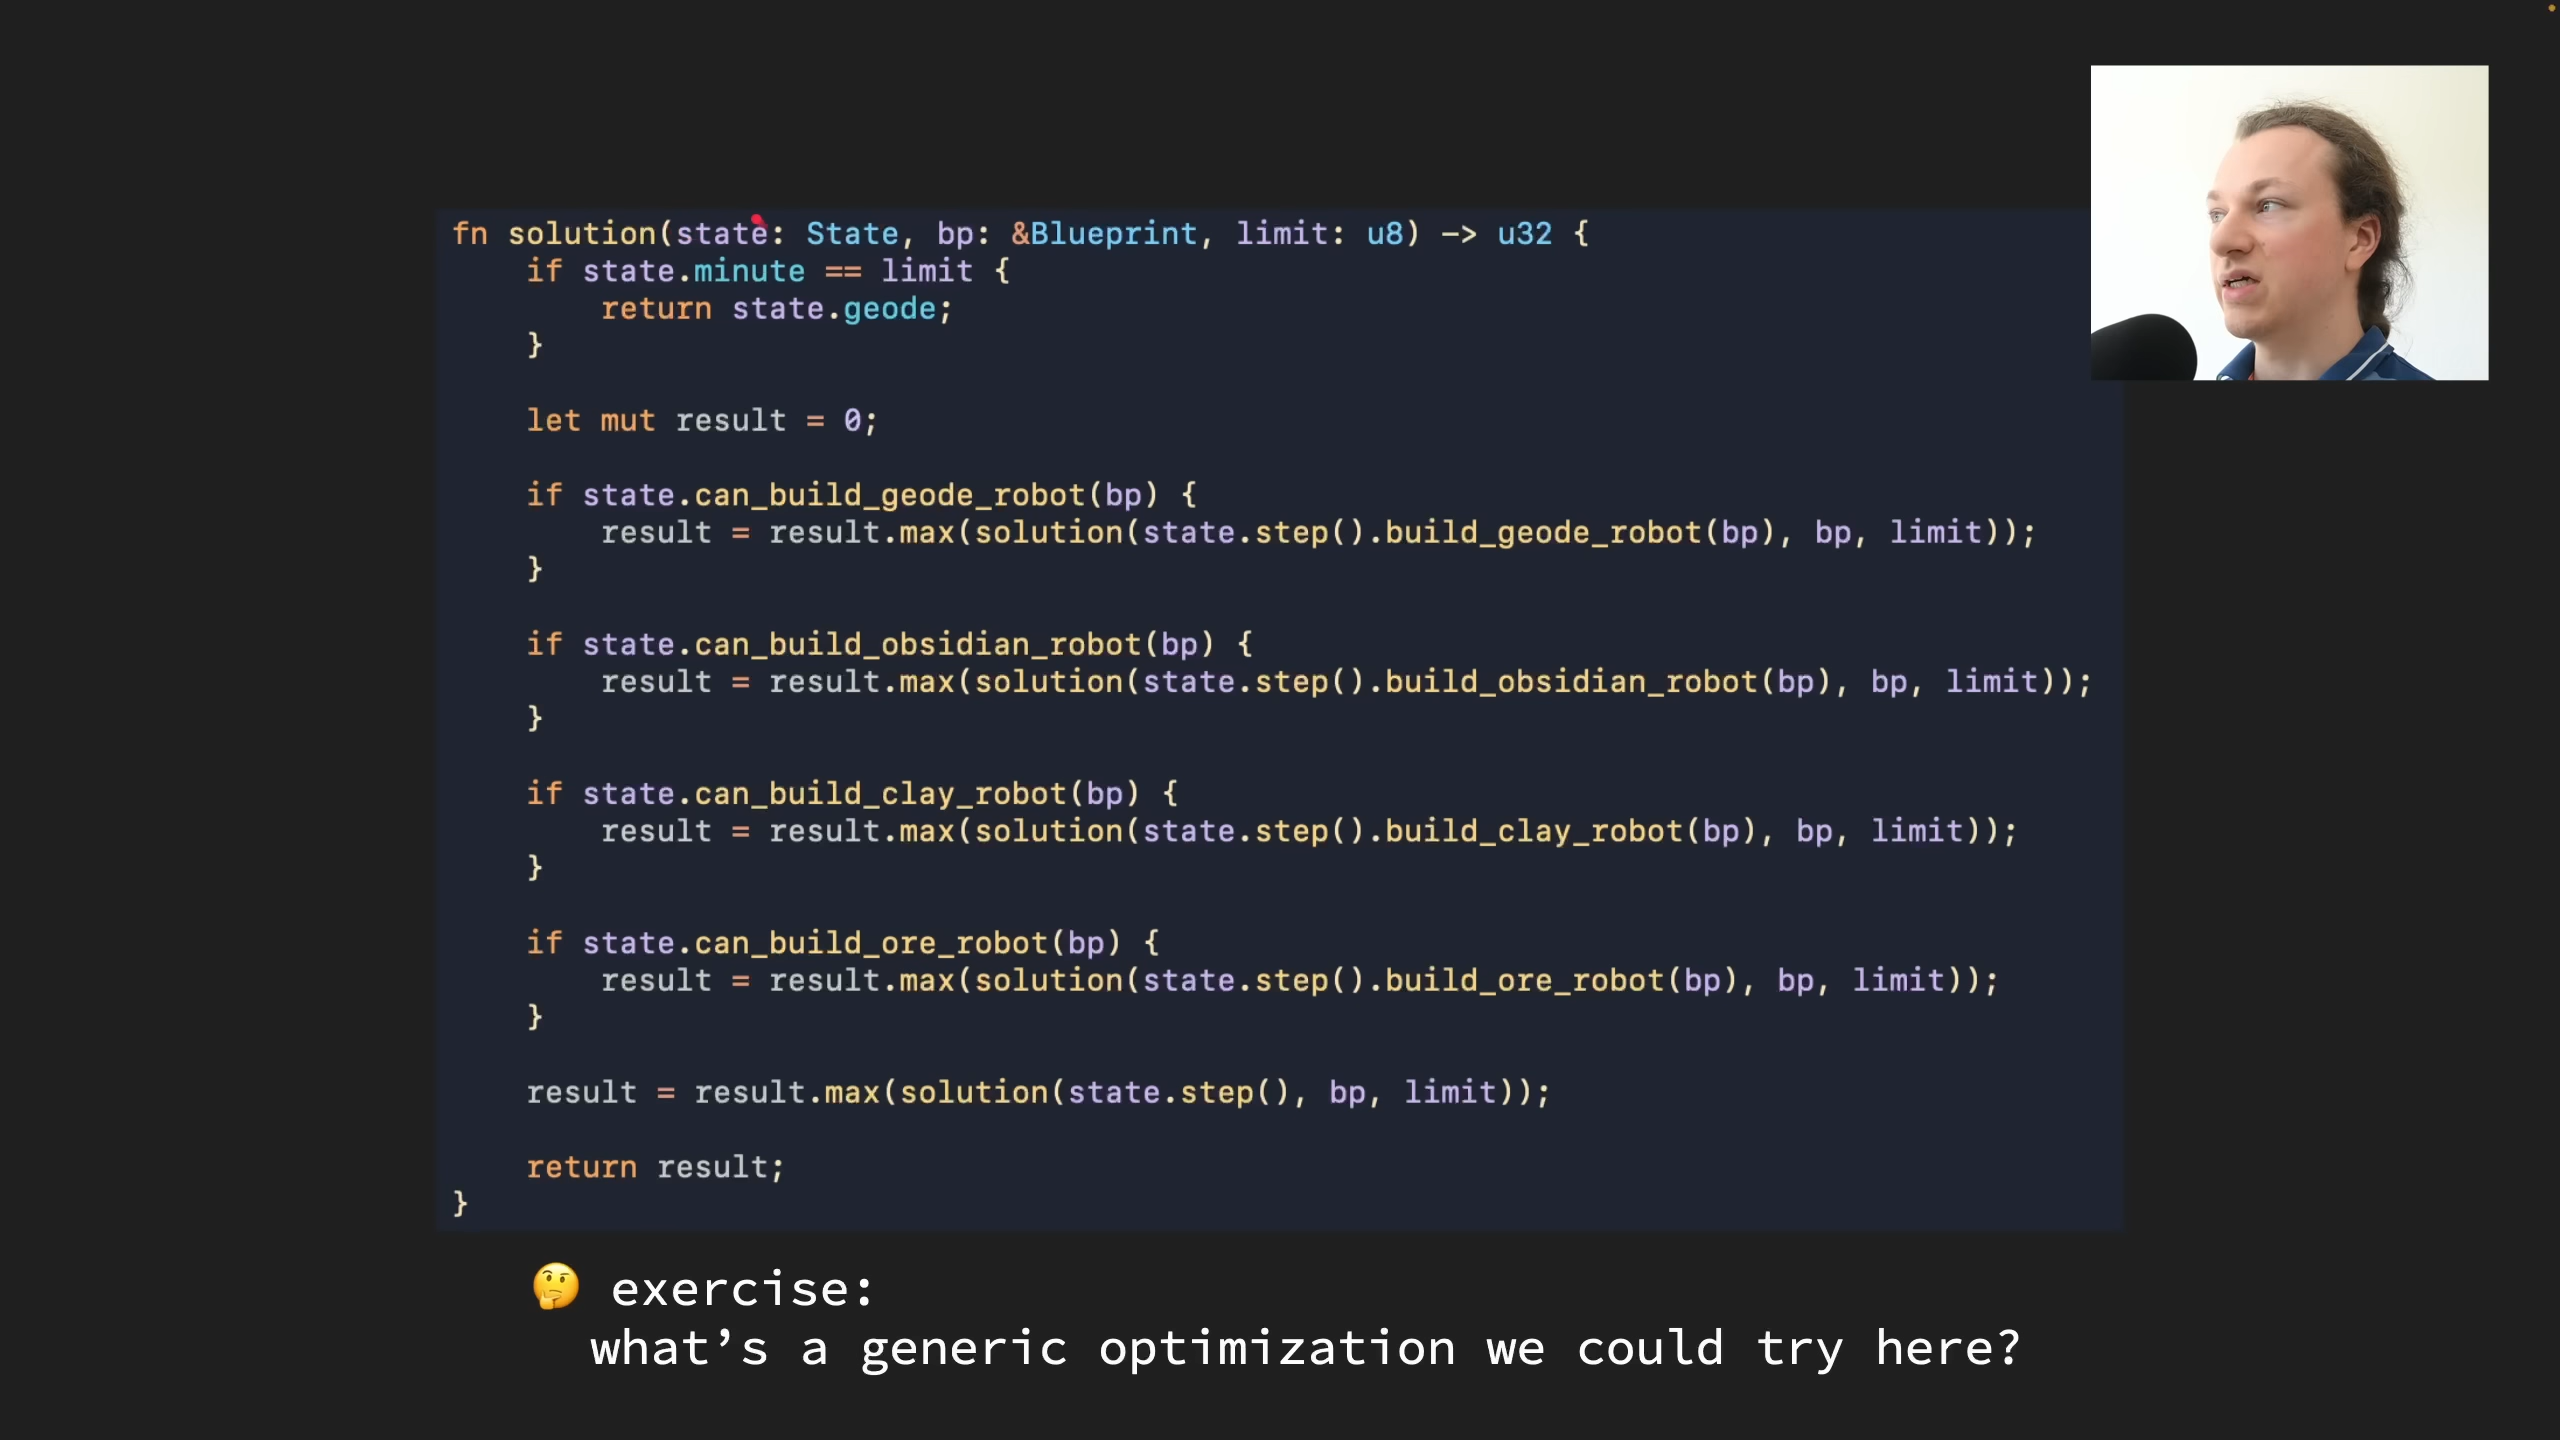 fn solution(state: State, bp: &Blueprint, limit: u8) -> u32 {
    if state.minute == limit {
        return state.geode;
    }

    let mut result = 0;

    if state.can_build_geode_robot(bp) {
        result = result.max(solution(state.step().build_geode_robot(bp), bp, limit));
    }

    if state.can_build_obsidian_robot(bp) {
        result = result.max(solution(state.step().build_obsidian_robot(bp), bp, limit));
    }

    if state.can_build_clay_robot(bp) {
        result = result.max(solution(state.step().build_clay_robot(bp), bp, limit));
    }

    if state.can_build_ore_robot(bp) {
        result = result.max(solution(state.step().build_ore_robot(bp), bp, limit));
    }

    result = result.max(solution(state.step(), bp, limit));

    return result;
}
🤔 exercise:
what’s a generic optimization we could try here?